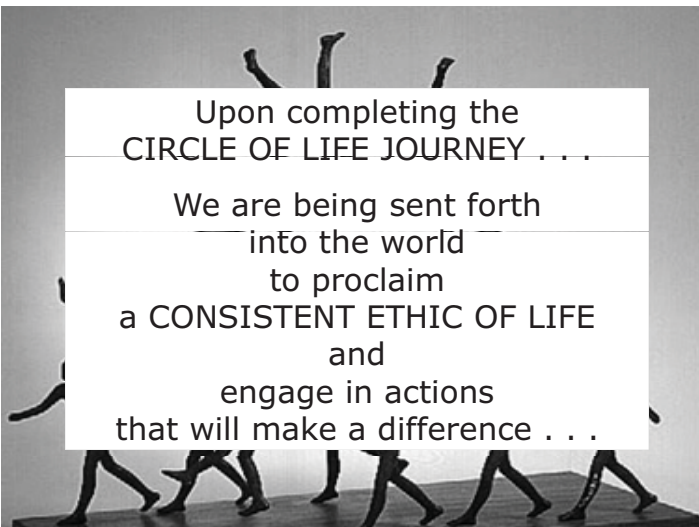 Upon completing the
CIRCLE OF LIFE JOURNEY . . .
We are being sent forth
into the world
to proclaim
a CONSISTENT ETHIC OF LIFE
and
engage in actions
that will make a difference . . .